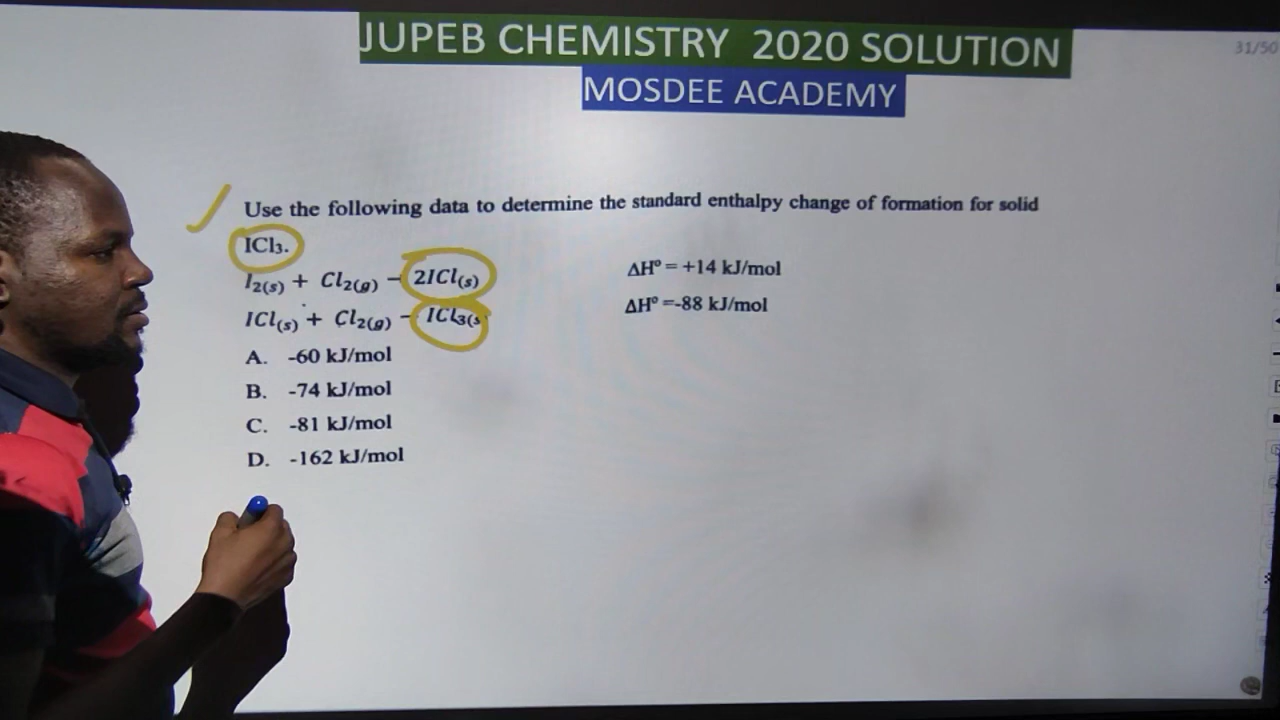 JUPEB CHEMISTRY 2020 SOLUTION
31/50
MOSDEE ACADEMY
Use the following data to determine the standard enthalpy change of formation for solid
ICl₃.
I₂(s) + Cl₂(g) – 2ICl(s) ΔHº = +14 kJ/mol
ICl(s) + Cl₂(g) – ICl₃(s ΔHº =-88 kJ/mol
A. -60 kJ/mol
B. -74 kJ/mol
C. -81 kJ/mol
D. -162 kJ/mol